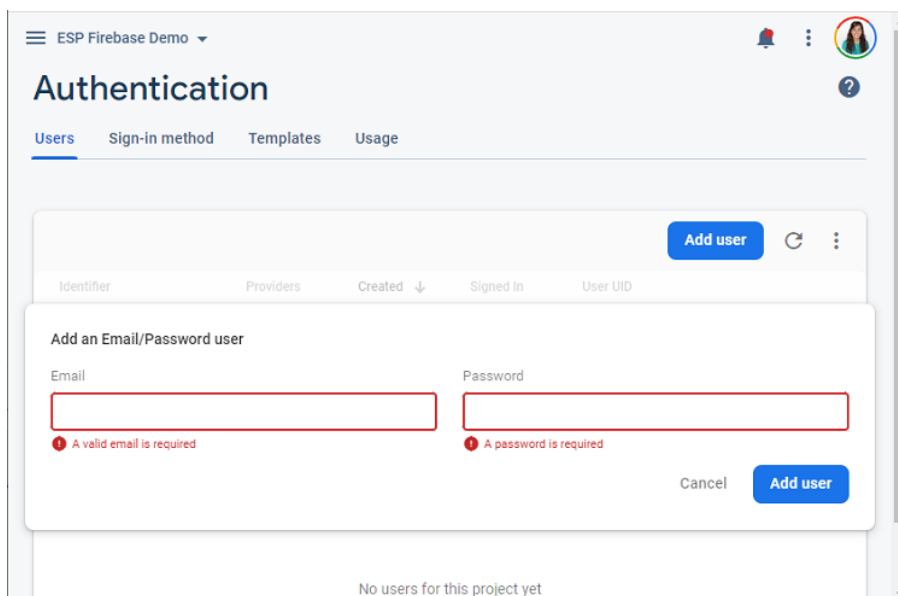 ESP Firebase Demo
Authentication
Users Sign-in method Templates Usage
Add user
Identifier Providers Created Signed In User UID
Add an Email/Password user
Email Password
A valid email is required A password is required
Cancel Add user
No users for this project yet